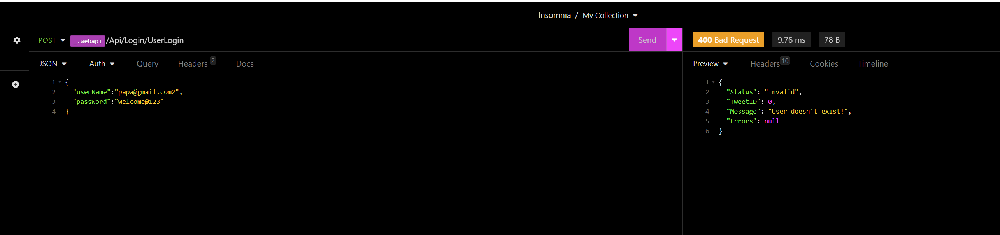 Insomnia / My Collection
POST _.webapi/Api/Login/UserLogin Send
400 Bad Request 9.76 ms 78 B
JSON Auth Query Headers 2 Docs
1 {
2 "userName":"papa@gmail.com2",
3 "password":"Welcome@123"
4 }
Preview Headers 10 Cookies Timeline
1 {
2 "Status": "Invalid",
3 "TweetID": 0,
4 "Message": "User doesn't exist!",
5 "Errors": null
6 }